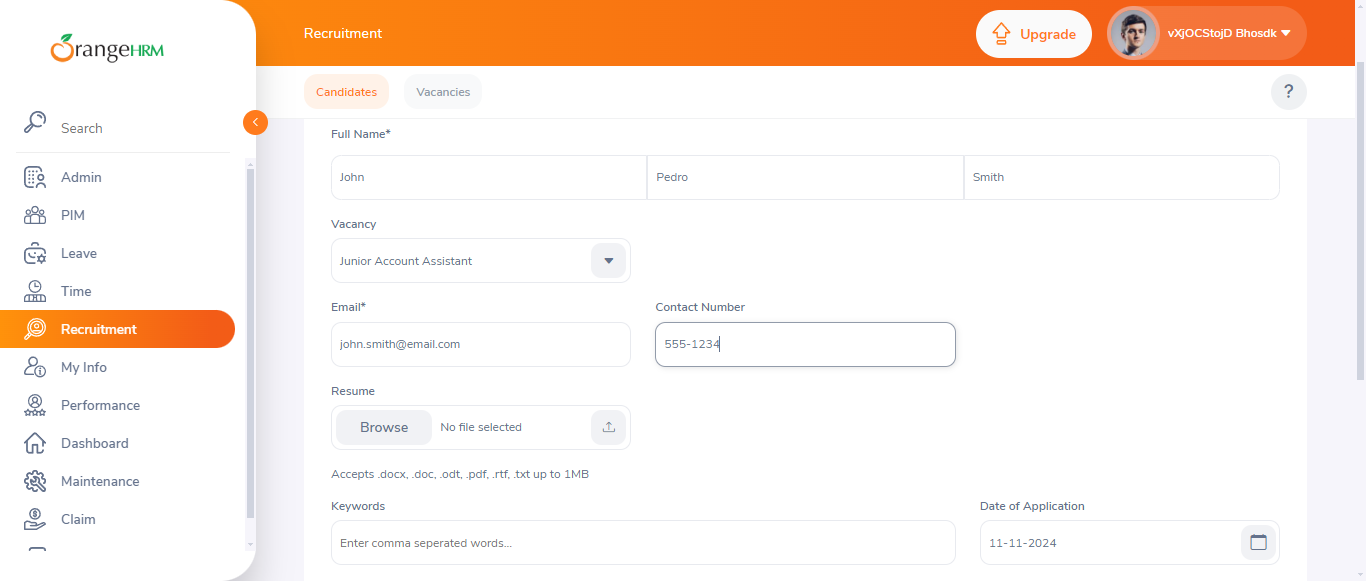 OrangeHRM
Recruitment
Upgrade
vXjOCStojD Bhosdk
Candidates
Vacancies
?
Search
Admin
PIM
Leave
Time
Recruitment
My Info
Performance
Dashboard
Maintenance
Claim
Full Name*
John
Pedro
Smith
Vacancy
Junior Account Assistant
Email*
Contact Number
john.smith@email.com
555-1234
Resume
Browse
No file selected
Accepts .docx, .doc, .odt, .pdf, .rtf, .txt up to 1MB
Keywords
Date of Application
Enter comma seperated words...
11-11-2024